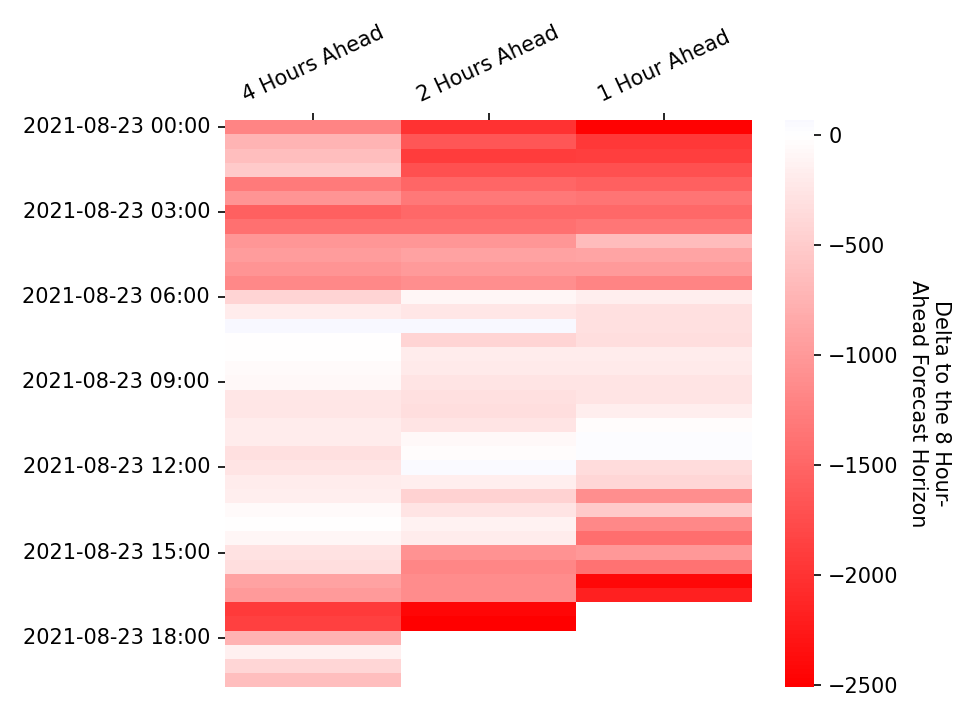 4 Hours Ahead
2 Hours Ahead
1 Hour Ahead
2021-08-23 00:00
2021-08-23 03:00
2021-08-23 06:00
2021-08-23 09:00
2021-08-23 12:00
2021-08-23 15:00
2021-08-23 18:00
0
−500
−1000
−1500
−2000
−2500
Delta to the 8 Hour-
Ahead Forecast Horizon